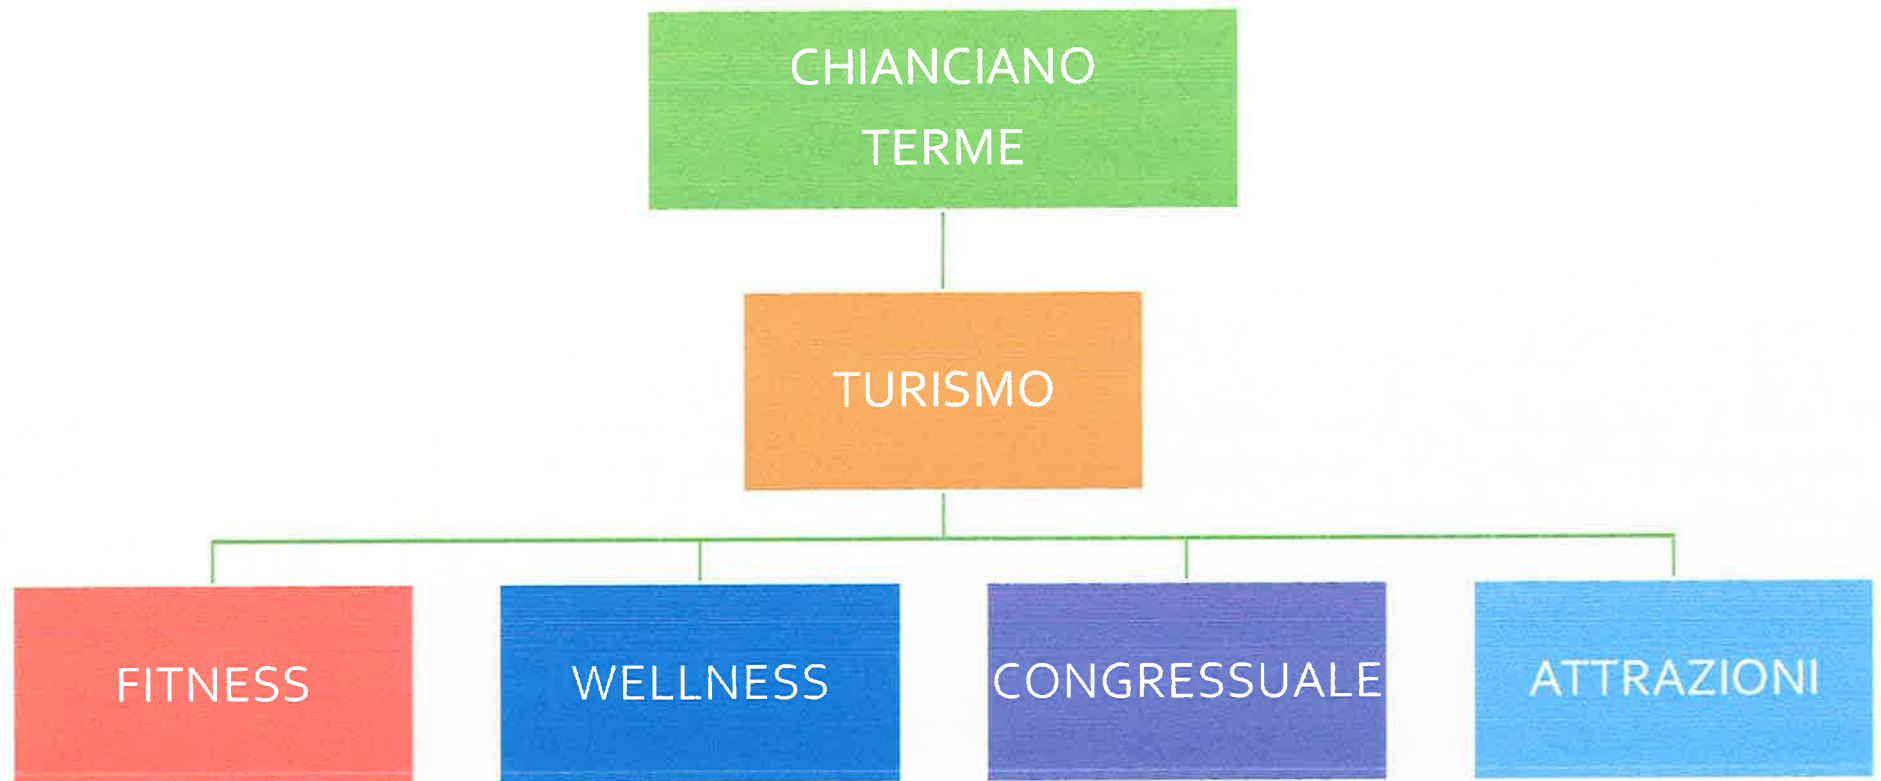 CHIANCIANO
TERME
TURISMO
FITNESS
WELLNESS
CONGRESSUALE
ATTRAZIONI